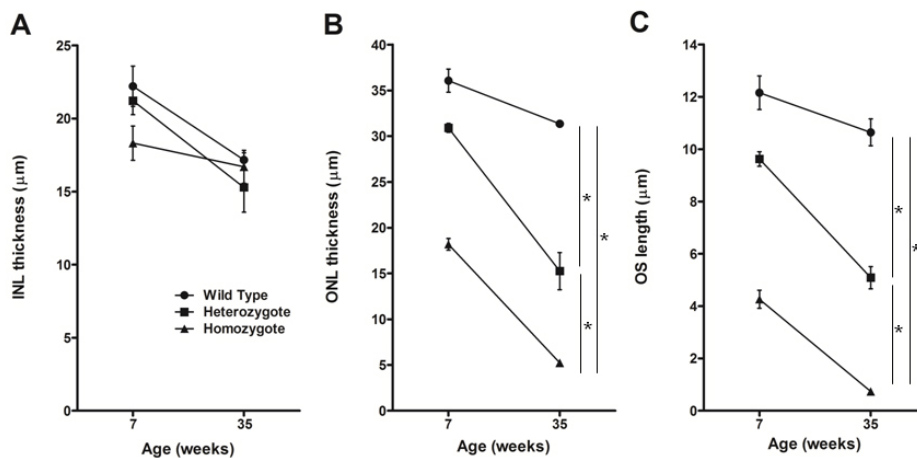 A
B
C
25
20
15
10
5
0
INL thickness (μm)
Wild Type
Heterozygote
Homozygote
7
35
Age (weeks)
40
35
30
25
20
15
10
5
0
ONL thickness (μm)
*
*
*
7
35
Age (weeks)
14
12
10
8
6
4
2
0
OS length (μm)
*
*
*
7
35
Age (weeks)